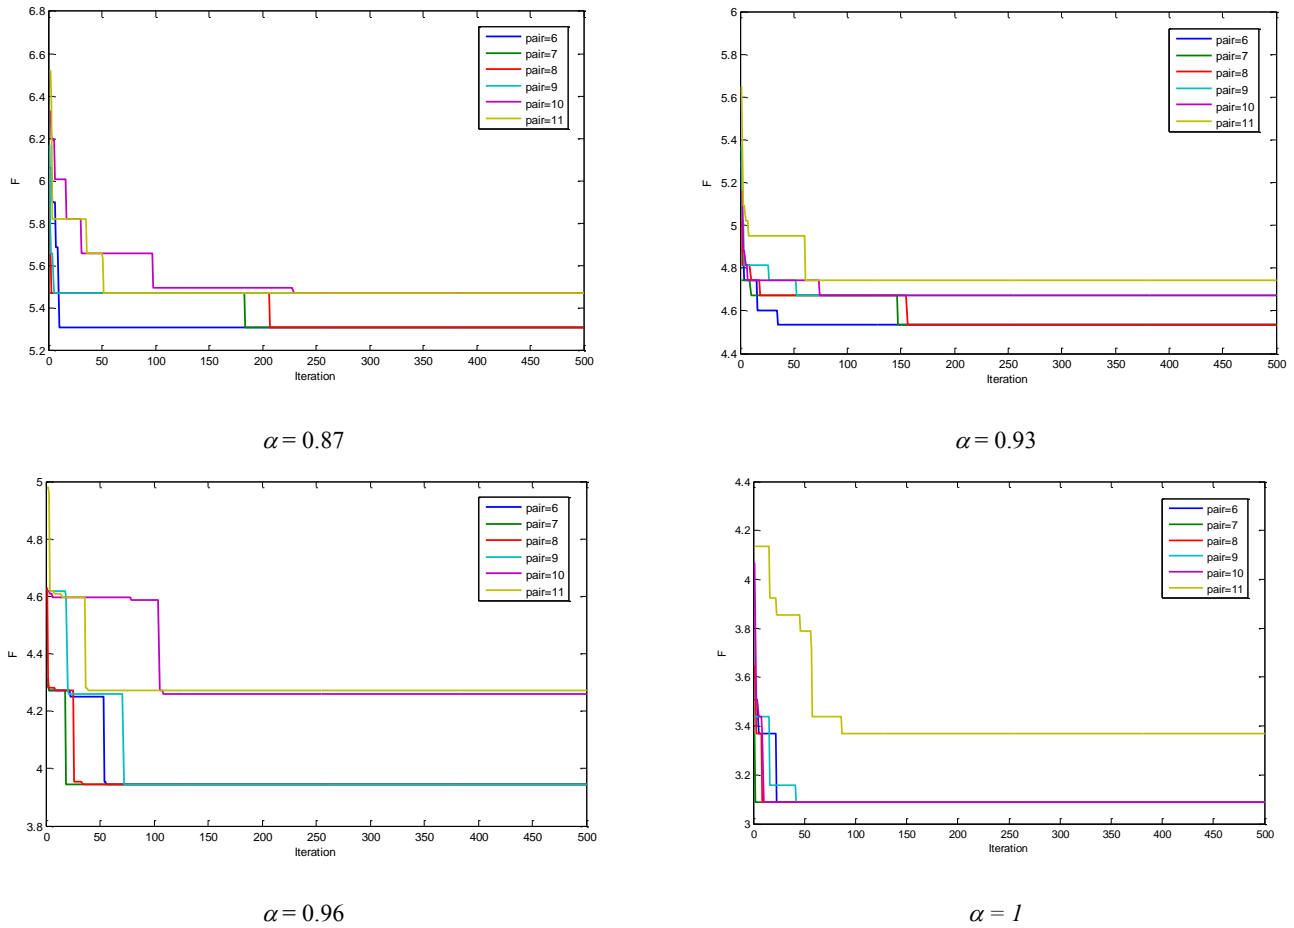 6.8
6.6
6.4
6.2
6
5.8
5.6
5.4
5.2
F
0 50 100 150 200 250 300 350 400 450 500
Iteration
pair=6
pair=7
pair=8
pair=9
pair=10
pair=11
α = 0.87
6
5.8
5.6
5.4
5.2
5
4.8
4.6
4.4
F
0 50 100 150 200 250 300 350 400 450 500
Iteration
pair=6
pair=7
pair=8
pair=9
pair=10
pair=11
α = 0.93
5
4.8
4.6
4.4
4.2
4
3.8
F
0 50 100 150 200 250 300 350 400 450 500
Iteration
pair=6
pair=7
pair=8
pair=9
pair=10
pair=11
α = 0.96
4.4
4.2
4
3.8
3.6
3.4
3.2
3
F
0 50 100 150 200 250 300 350 400 450 500
Iteration
pair=6
pair=7
pair=8
pair=9
pair=10
pair=11
α = 1